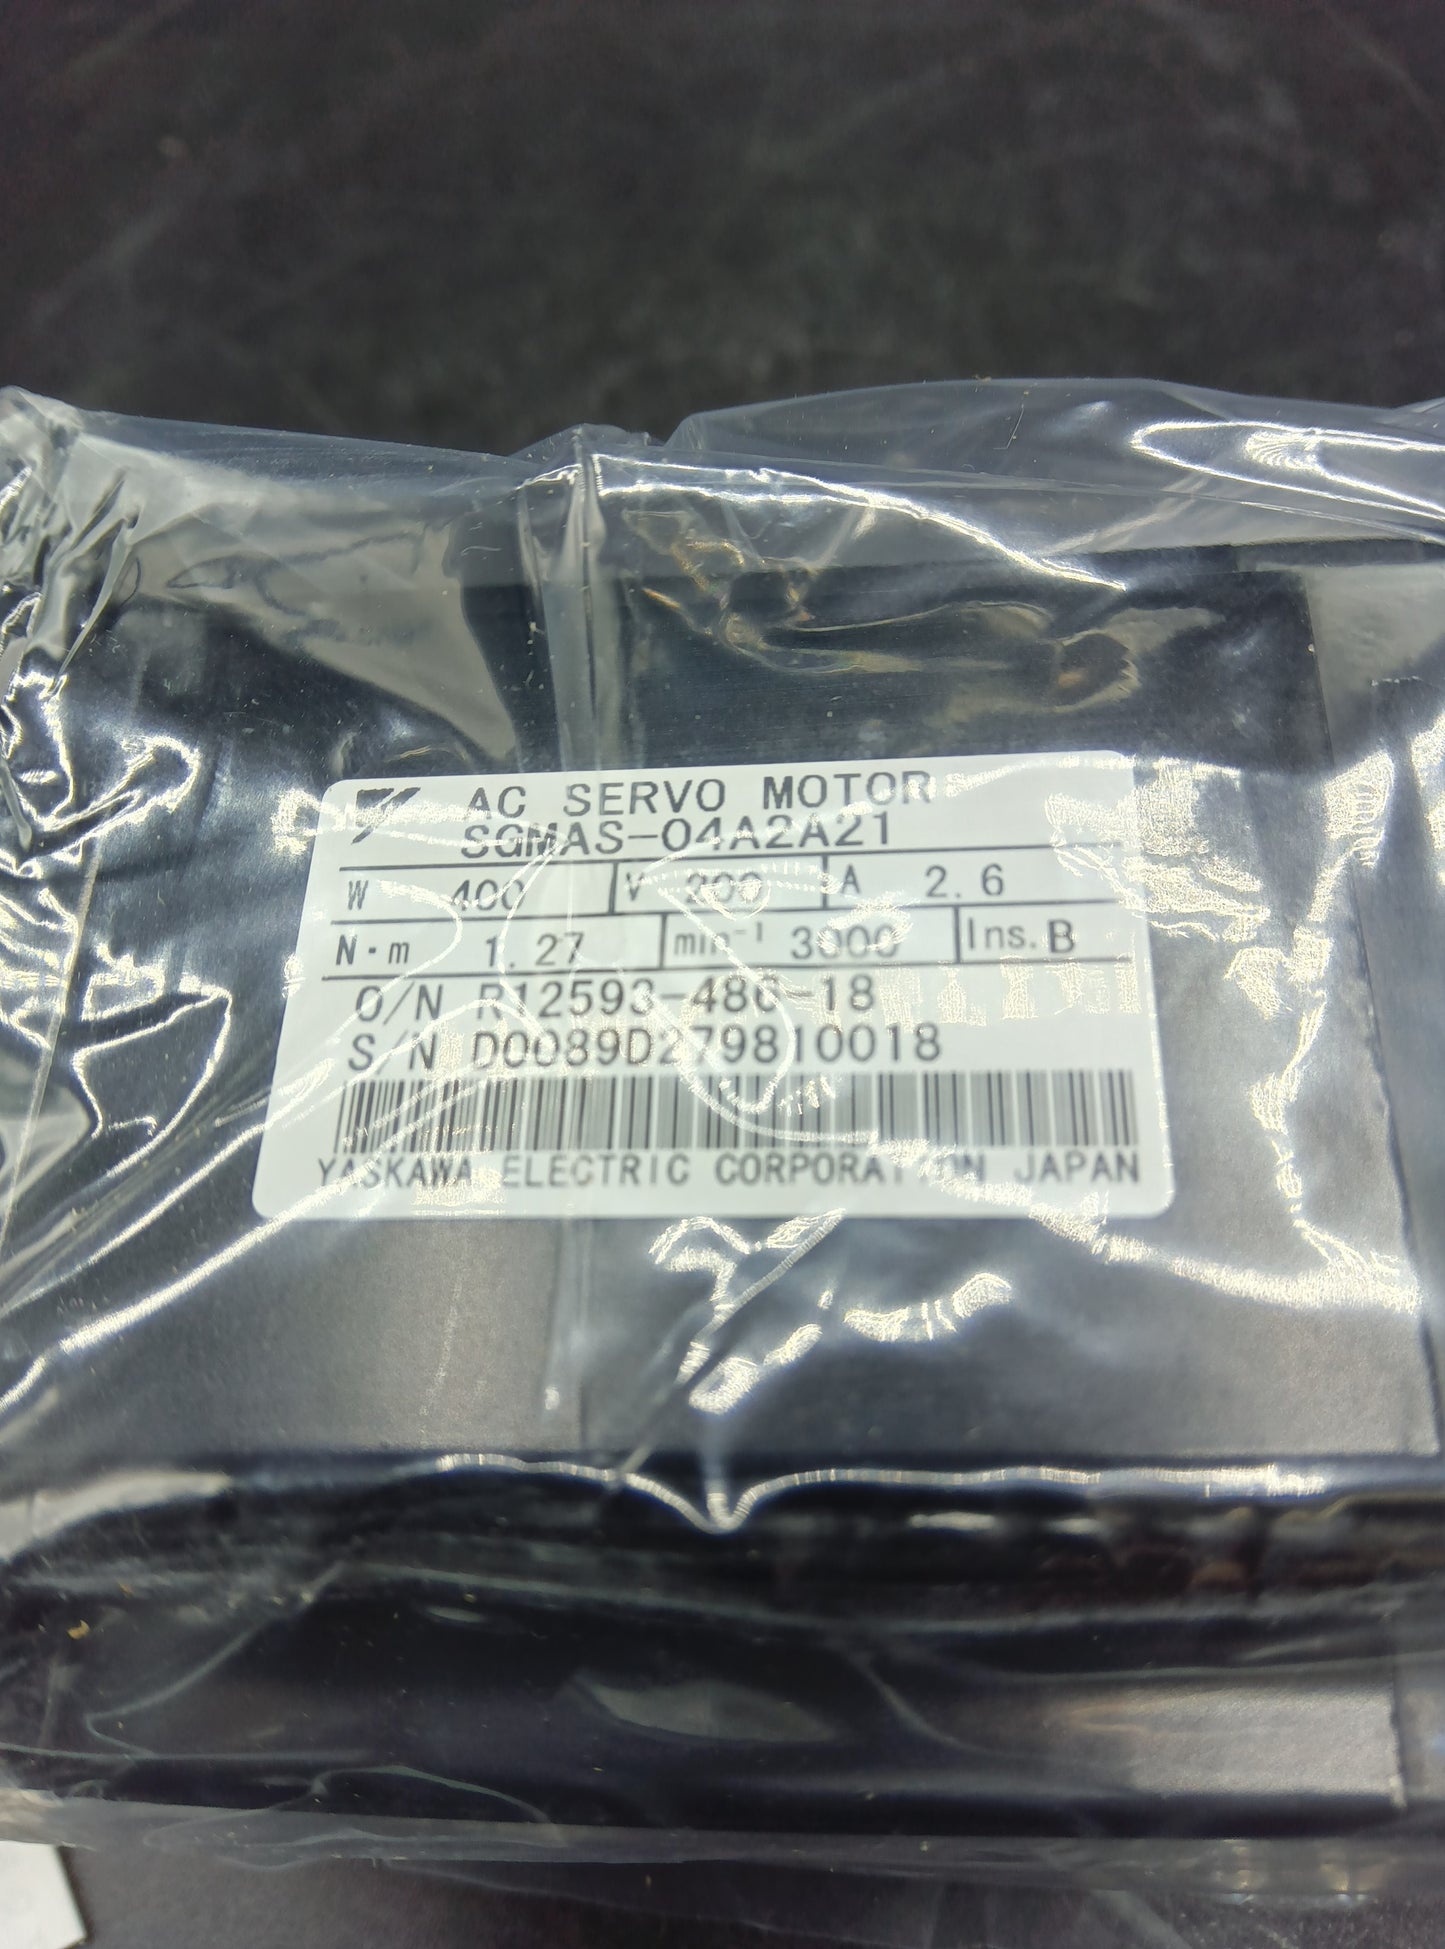 AC SERVO MOTOR
SGMAS-04A2A21
W 400 V 200 A 2.6
N・m 1.27 min⁻¹ 3000 Ins. B
O/N R12593-486-18
S/N D0089D279810018
YASKAWA ELECTRIC CORPORATION JAPAN